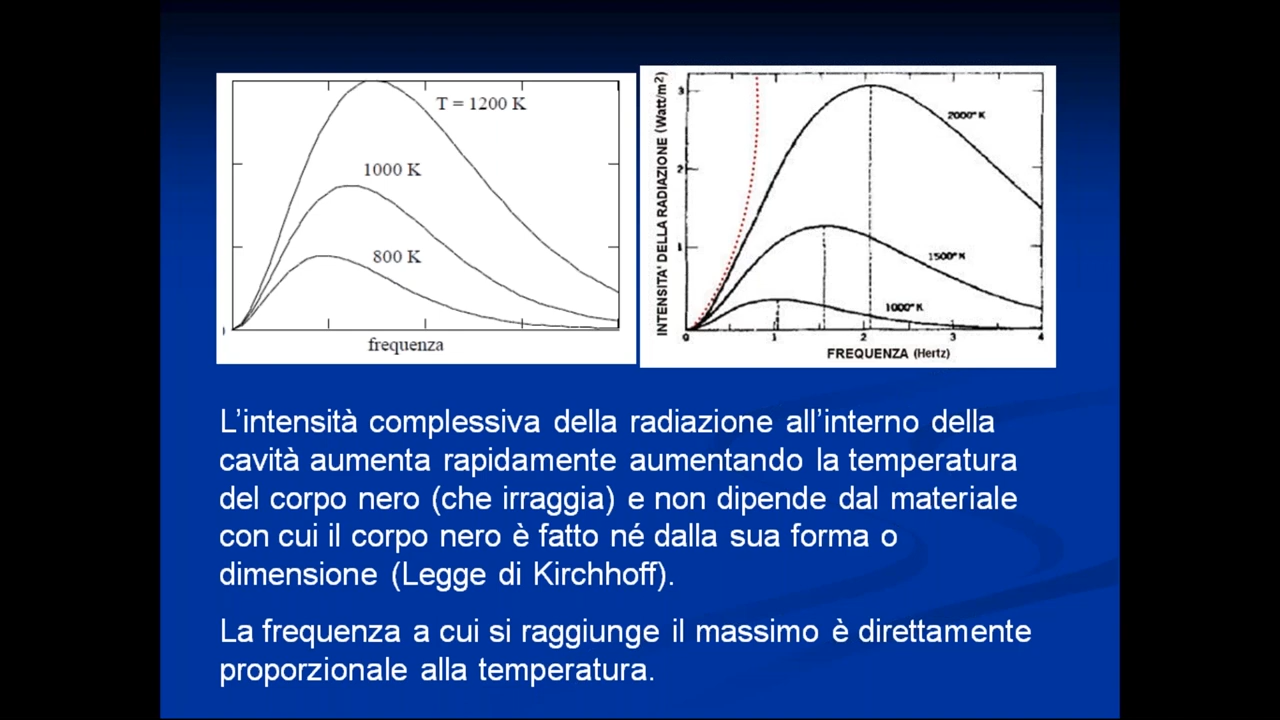 T = 1200 K
1000 K
800 K
frequenza
INTENSITA' DELLA RADIAZIONE (Watt/m²)
3
2
1
2000° K
1500° K
1000° K
0 1 2 3 4
FREQUENZA (Hertz)
L'intensità complessiva della radiazione all'interno della
cavità aumenta rapidamente aumentando la temperatura
del corpo nero (che irraggia) e non dipende dal materiale
con cui il corpo nero è fatto né dalla sua forma o
dimensione (Legge di Kirchhoff).
La frequenza a cui si raggiunge il massimo è direttamente
proporzionale alla temperatura.